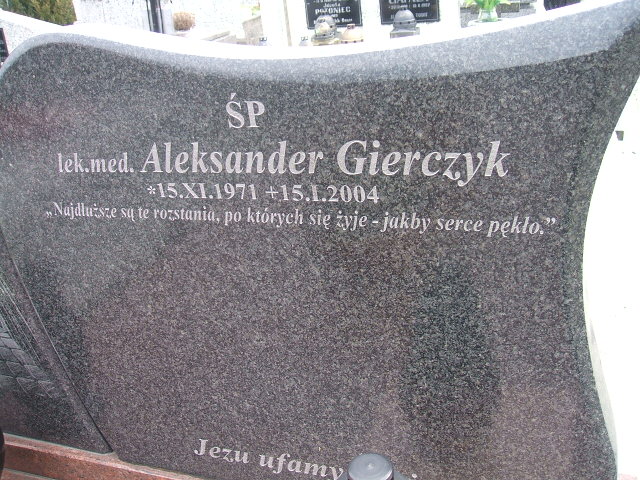 POTONIEC
ŚP
lek.med. Aleksander Gierczyk
*15.XI.1971 +15.I.2004
„Najdłuższe są te rozstania, po których się żyje - jakby serce pękło.”
Jezu ufamy